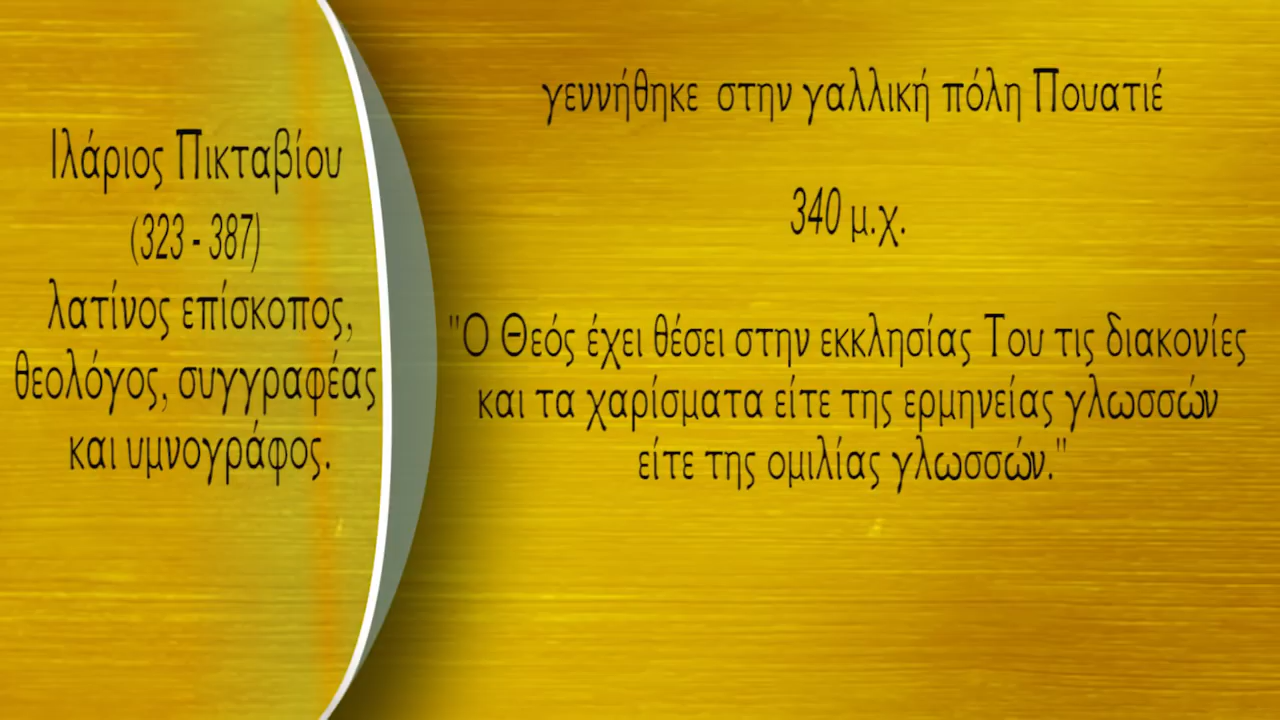 Ιλάριος Πικταβίου
(323 - 387)
λατίνος επίσκοπος,
θεολόγος, συγγραφέας
και υμνογράφος.
γεννήθηκε στην γαλλική πόλη Πουατιέ
340 μ.χ.
"Ο Θεός έχει θέσει στην εκκλησίας Του τις διακονίες
και τα χαρίσματα είτε της ερμηνείας γλωσσών
είτε της ομιλίας γλωσσών."